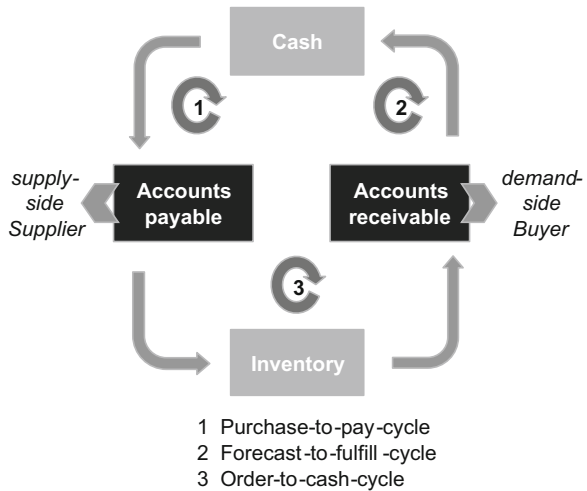 Cash
1
2
supply-
side
Supplier
Accounts
payable
Accounts
receivable
demand-
side
Buyer
3
Inventory
1 Purchase-to-pay-cycle
2 Forecast-to-fulfill -cycle
3 Order-to-cash-cycle